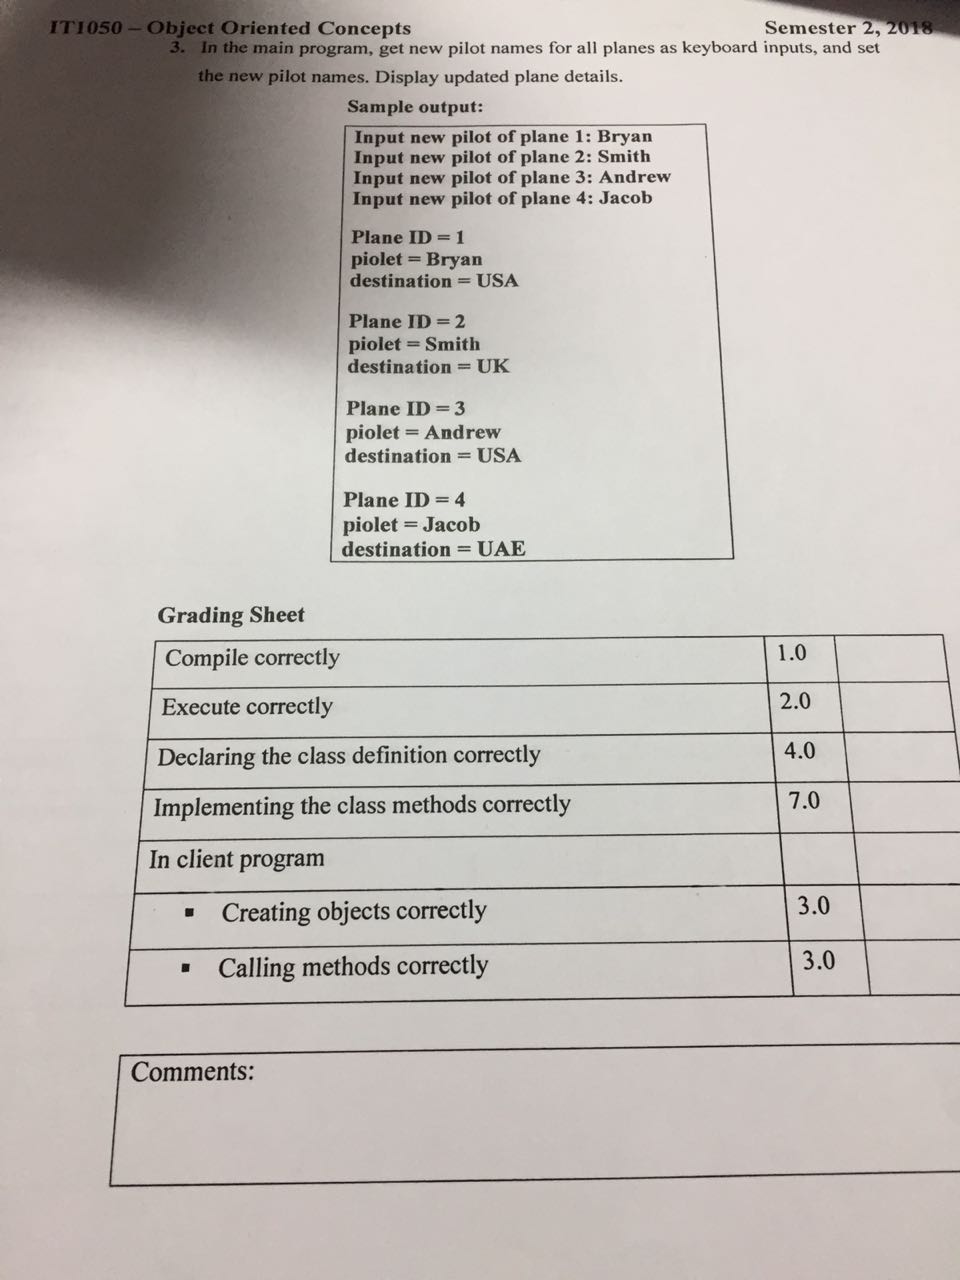 IT1050 – Object Oriented Concepts Semester 2, 2018
3. In the main program, get new pilot names for all planes as keyboard inputs, and set
the new pilot names. Display updated plane details.
Sample output:
Input new pilot of plane 1: Bryan
Input new pilot of plane 2: Smith
Input new pilot of plane 3: Andrew
Input new pilot of plane 4: Jacob
Plane ID = 1
piolet = Bryan
destination = USA
Plane ID = 2
piolet = Smith
destination = UK
Plane ID = 3
piolet = Andrew
destination = USA
Plane ID = 4
piolet = Jacob
destination = UAE
Grading Sheet
Compile correctly 1.0
Execute correctly 2.0
Declaring the class definition correctly 4.0
Implementing the class methods correctly 7.0
In client program
▪ Creating objects correctly 3.0
▪ Calling methods correctly 3.0
Comments: